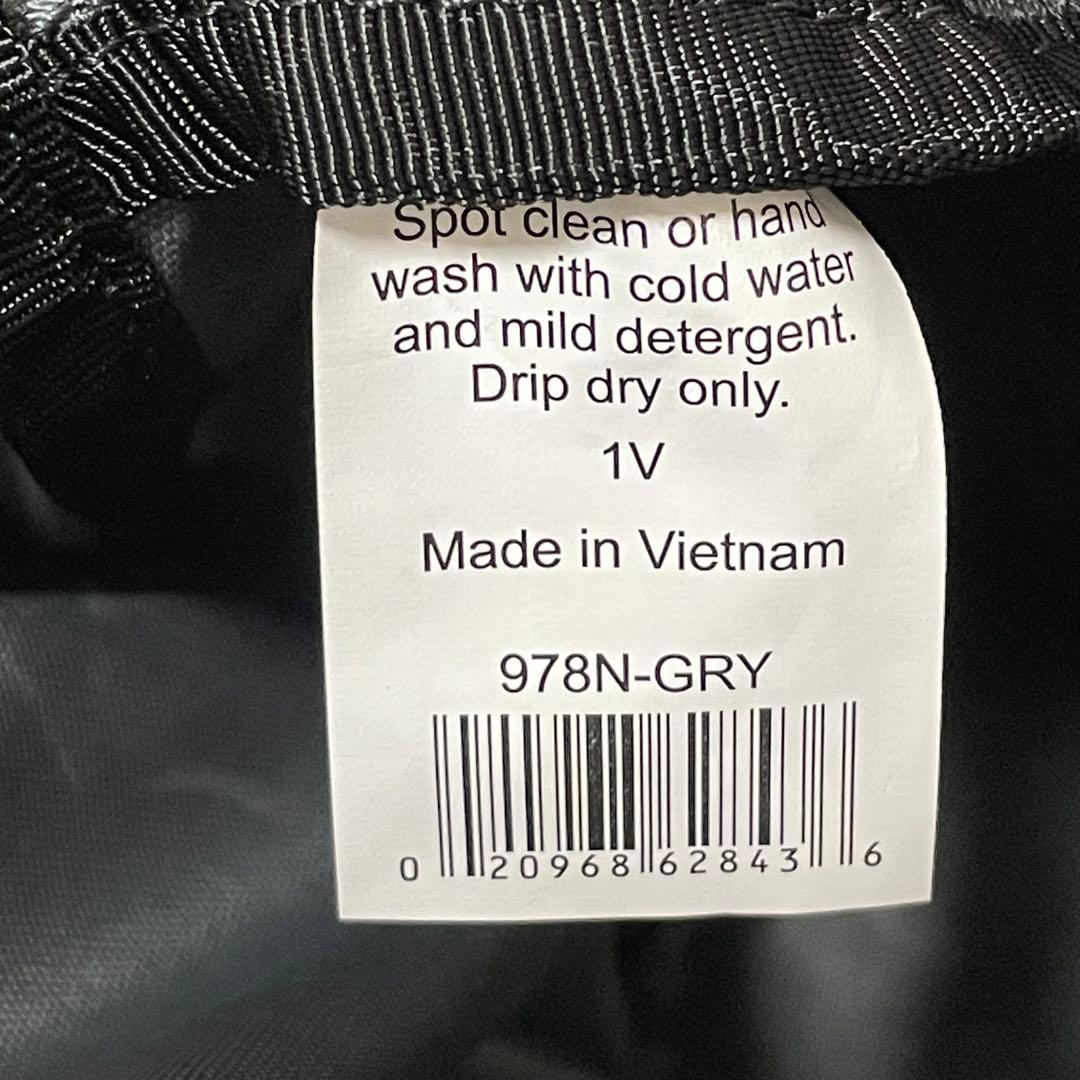 Spot clean or hand
wash with cold water
and mild detergent.
Drip dry only.
1V
Made in Vietnam
978N-GRY
0 20968 62843 6